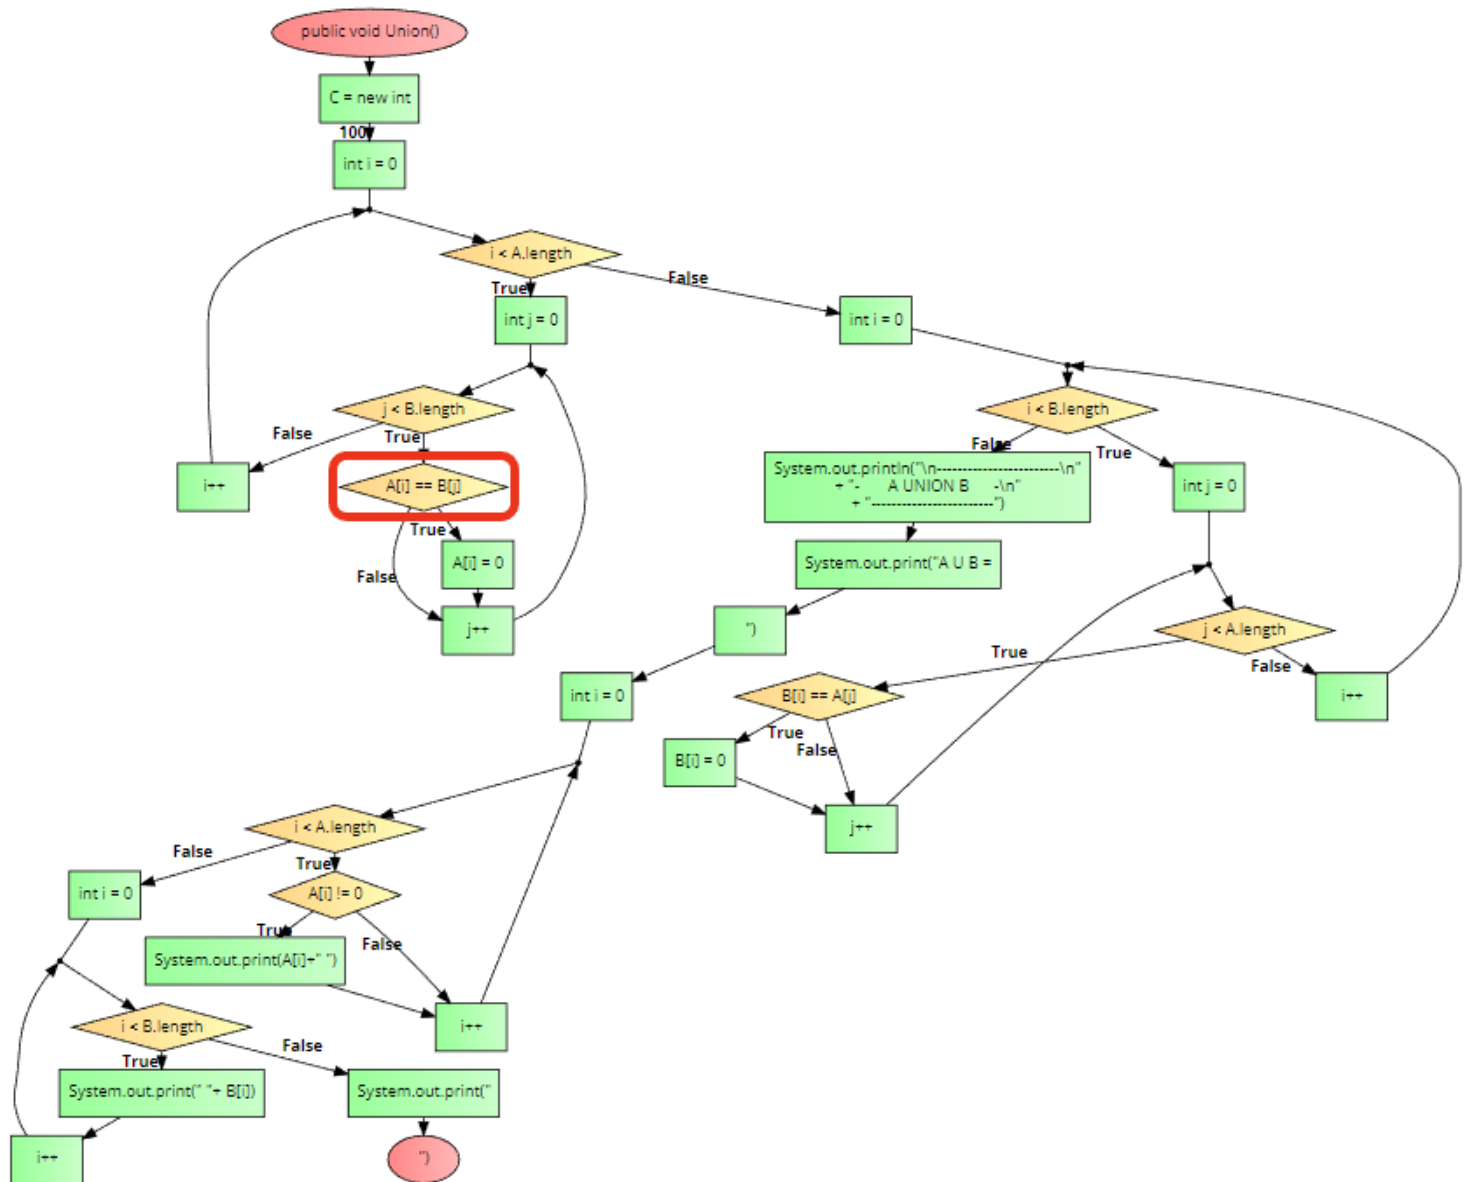 public void Union()
C = new int
100
int i = 0
i < A.length
False
True
int j = 0
int i = 0
j < B.length
i < B.length
False
True
False
True
i++
A[i] == B[j]
System.out.println("\n------------------------\n"
+ "-      A UNION B      -\n"
+ "------------------------")
int j = 0
True
A[i] = 0
System.out.print("A U B =
False
j++
")
j < A.length
True
False
int i = 0
B[i] == A[j]
i++
True
False
B[i] = 0
i < A.length
j++
False
True
int i = 0
A[i] != 0
True
False
System.out.print(A[i]+" ")
i < B.length
i++
False
True
System.out.print(" "+ B[i])
System.out.print("
i++
")